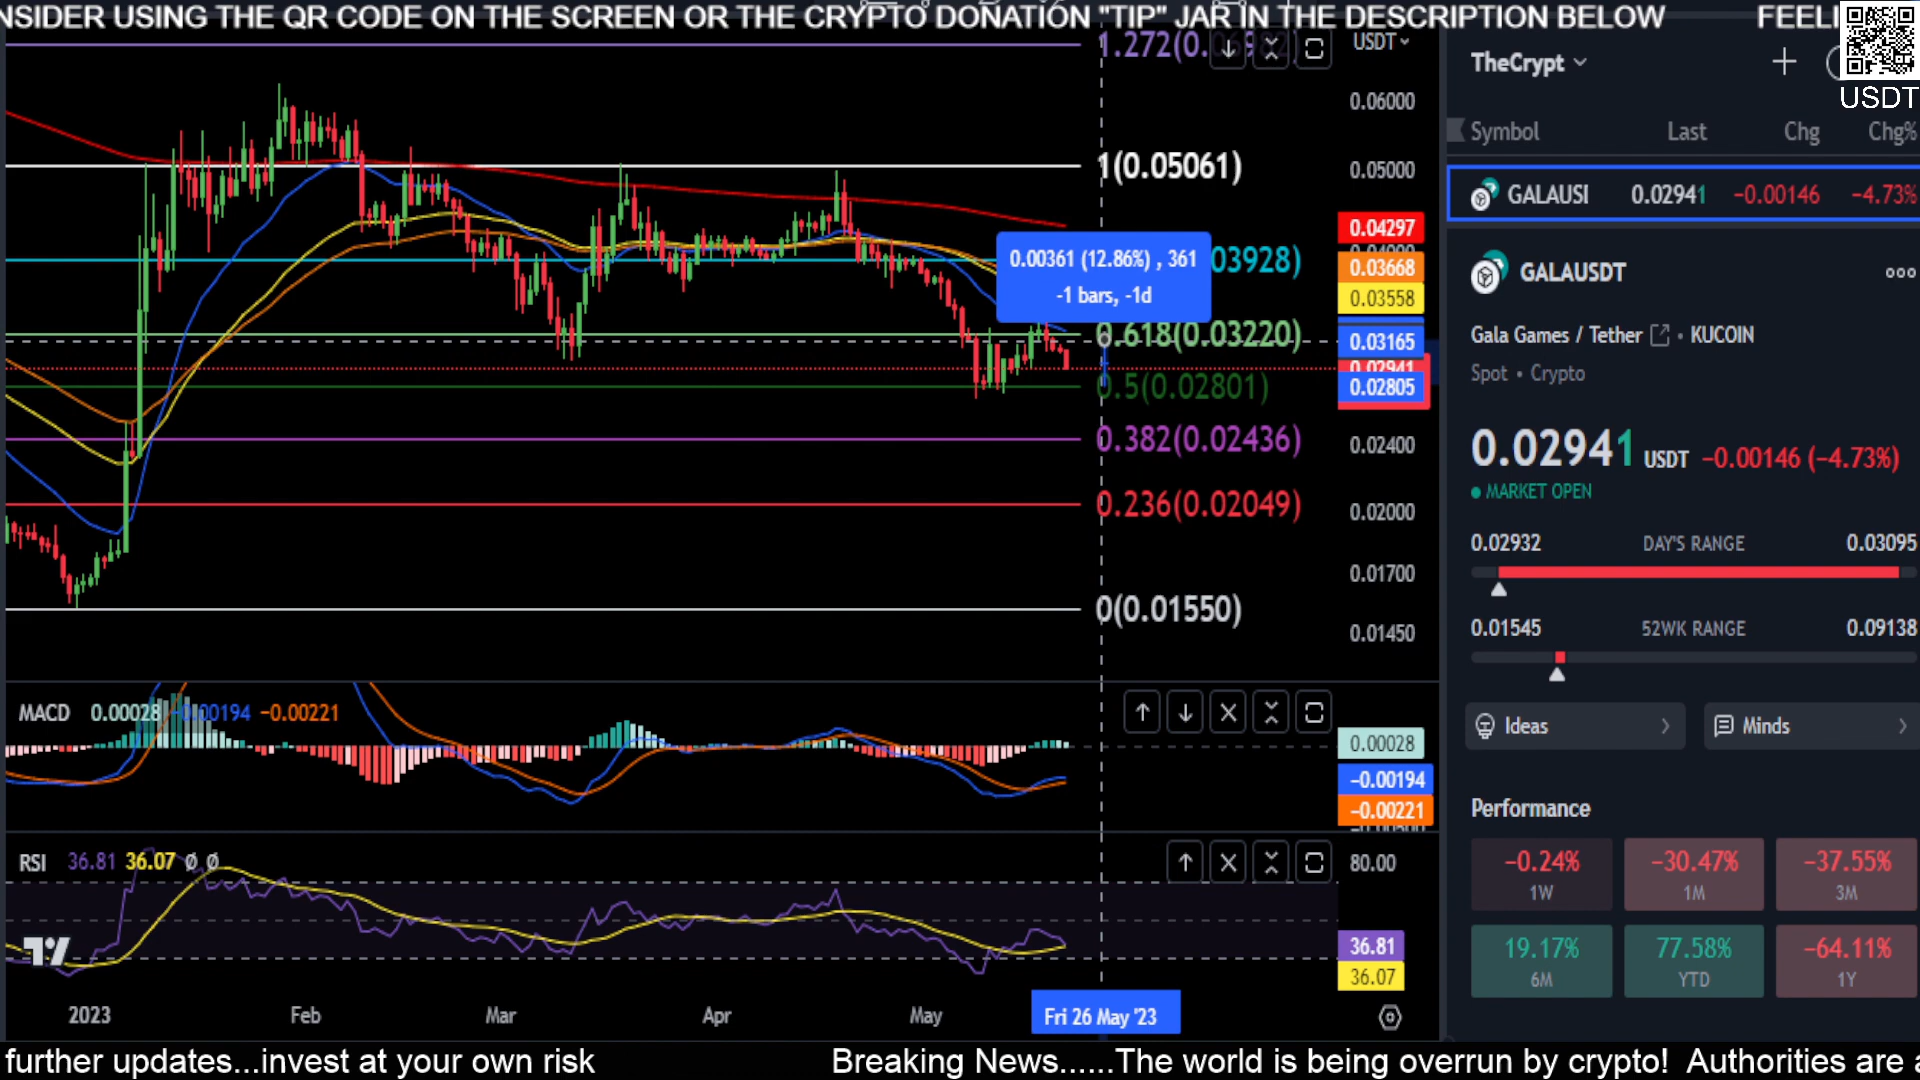 NSIDER USING THE QR CODE ON THE SCREEN OR THE CRYPTO DONATION "TIP" JAR IN THE DESCRIPTION BELOW FEELI
1.272(0.06982)
USDT
0.06000
1(0.05061)
0.05000
0.04297
0.00361 (12.86%) , 361
-1 bars, -1d
03928)
0.03668
0.03558
0.618(0.03220)
0.03165
0.02941
0.5(0.02801)
0.02805
0.382(0.02436)
0.02400
0.236(0.02049)
0.02000
0.01700
0(0.01550)
0.01450
MACD 0.00028 -0.00194 -0.00221
0.00028
-0.00194
-0.00221
RSI 36.81 36.07 Ø Ø
80.00
36.81
36.07
2023 Feb Mar Apr May Fri 26 May '23
TheCrypt
USDT
Symbol Last Chg Chg%
GALAUSI 0.02941 −0.00146 −4.73%
GALAUSDT
Gala Games / Tether • KUCOIN
Spot • Crypto
0.02941 USDT −0.00146 (−4.73%)
MARKET OPEN
0.02932 DAY'S RANGE 0.03095
0.01545 52WK RANGE 0.09138
Ideas Minds
Performance
−0.24% −30.47% −37.55%
1W 1M 3M
19.17% 77.58% −64.11%
6M YTD 1Y
further updates...invest at your own risk Breaking News......The world is being overrun by crypto! Authorities are a